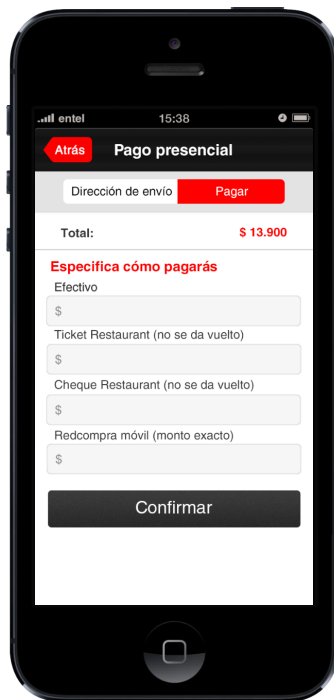 entel 15:38
Atrás Pago presencial
Dirección de envío Pagar
Total: $ 13.900
Especifica cómo pagarás
Efectivo
$
Ticket Restaurant (no se da vuelto)
$
Cheque Restaurant (no se da vuelto)
$
Redcompra móvil (monto exacto)
$
Confirmar